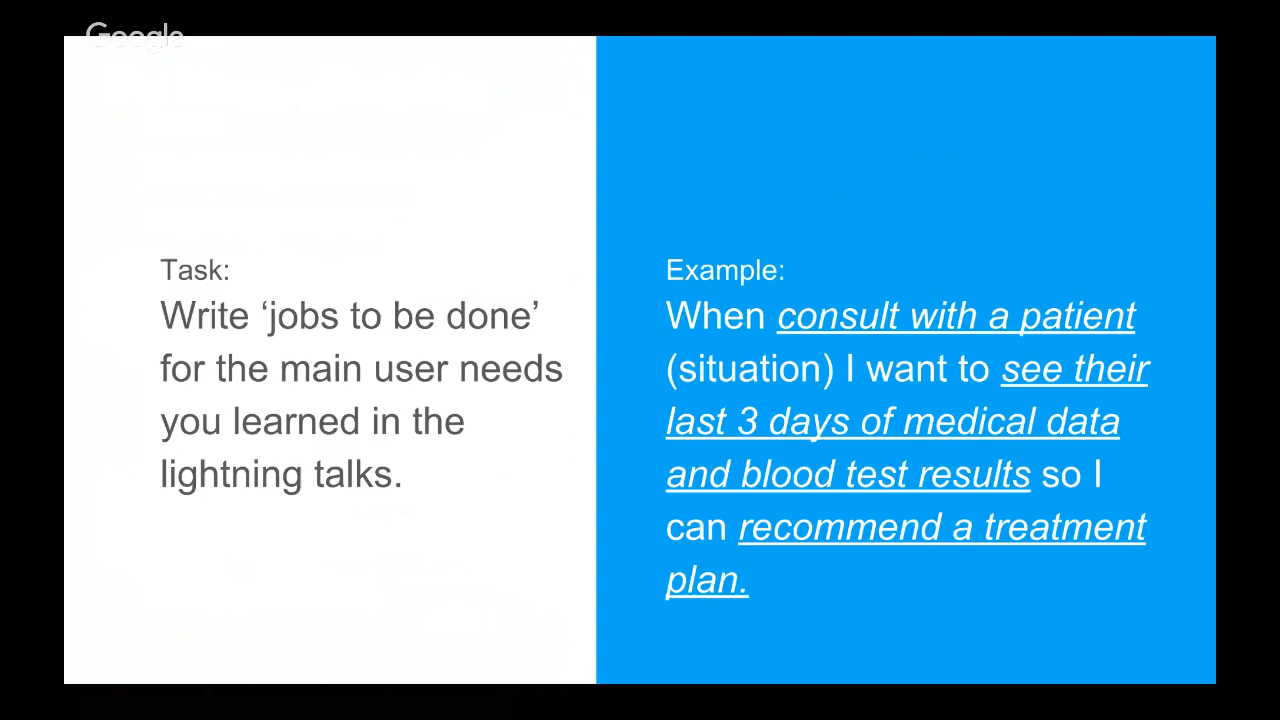 Google
Task:
Write ‘jobs to be done’
for the main user needs
you learned in the
lightning talks.
Example:
When consult with a patient
(situation) I want to see their
last 3 days of medical data
and blood test results so I
can recommend a treatment
plan.